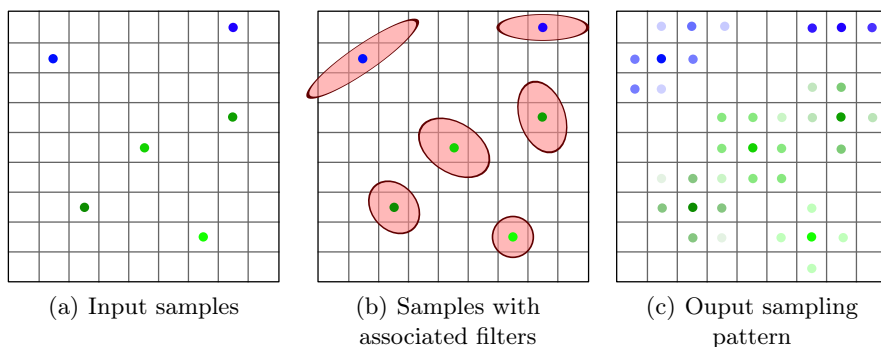 (a) Input samples
(b) Samples with
associated filters
(c) Ouput sampling
pattern